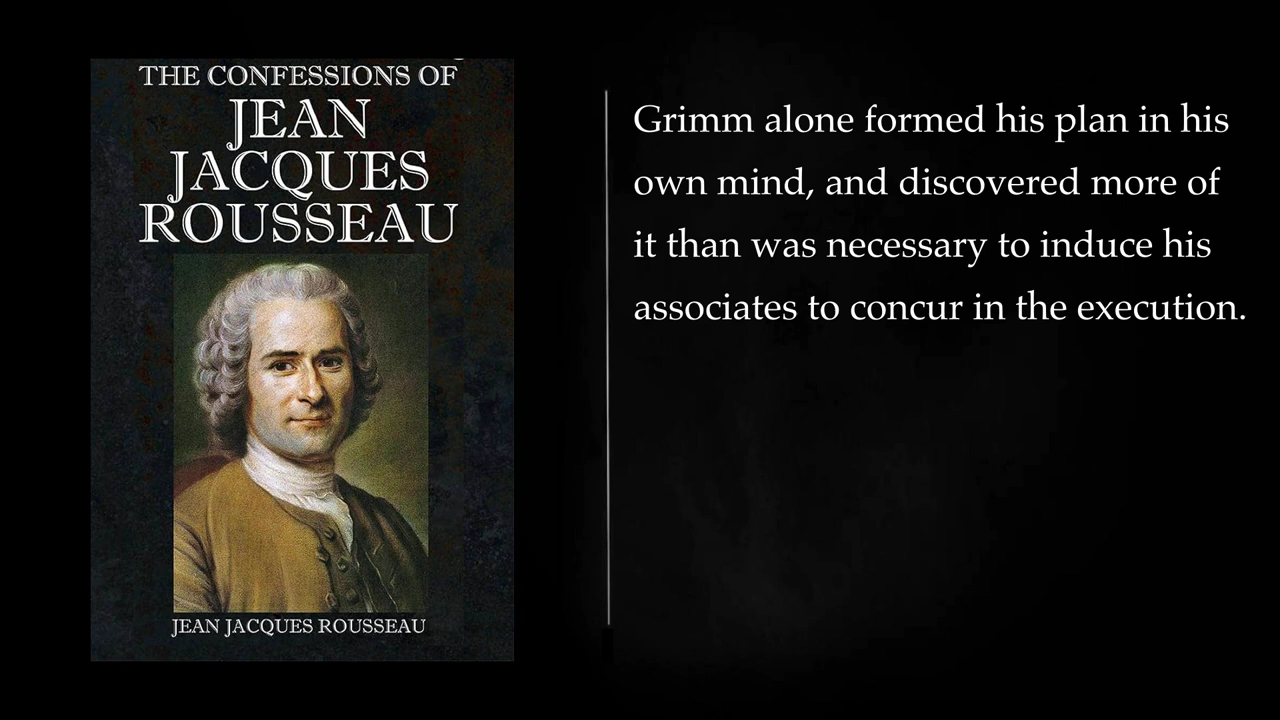 THE CONFESSIONS OF
JEAN
JACQUES
ROUSSEAU
JEAN JACQUES ROUSSEAU
Grimm alone formed his plan in his
own mind, and discovered more of
it than was necessary to induce his
associates to concur in the execution.